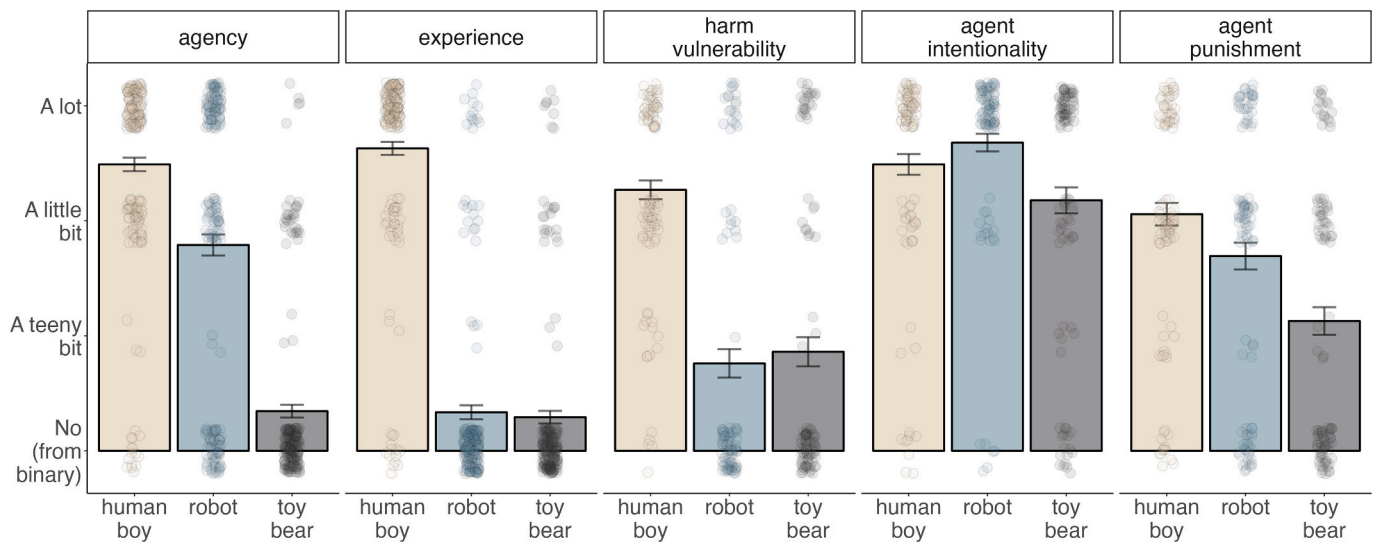 agency
experience
harm
vulnerability
agent
intentionality
agent
punishment
A lot
A little
bit
A teeny
bit
No
(from
binary)
human
boy
robot
toy
bear
human
boy
robot
toy
bear
human
boy
robot
toy
bear
human
boy
robot
toy
bear
human
boy
robot
toy
bear